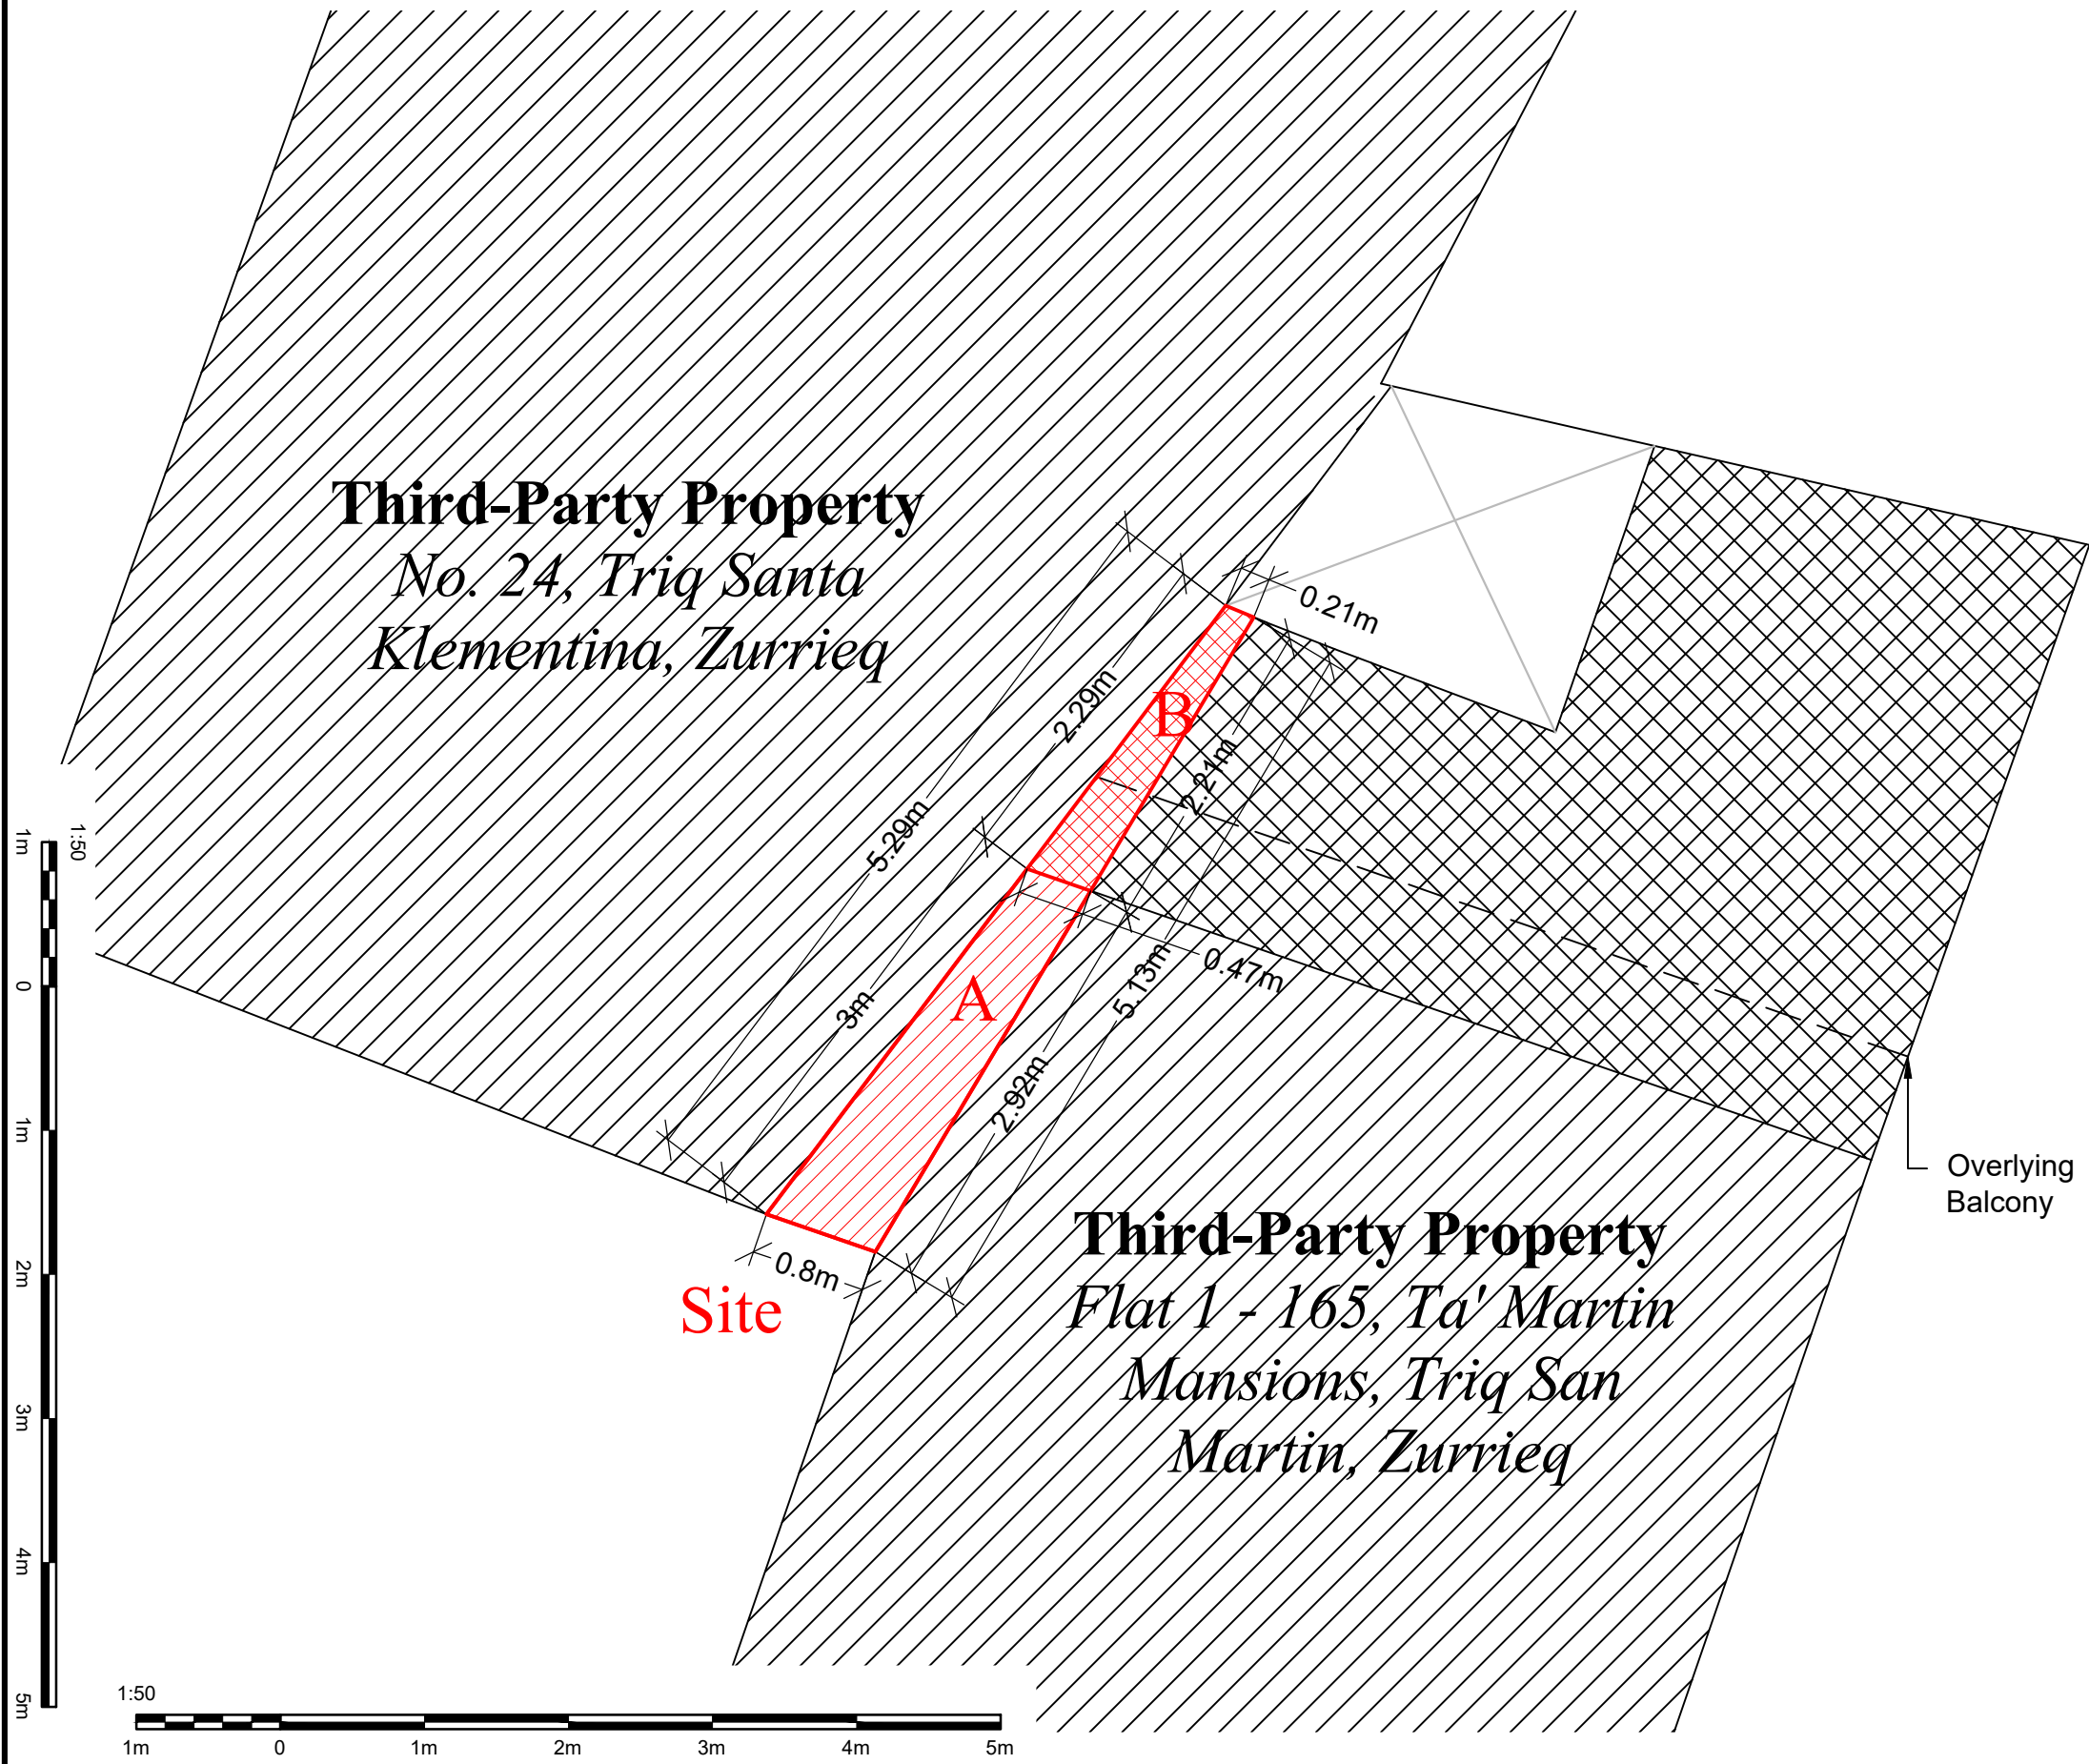 Third-Party Property
No. 24, Triq Santa
Klementina, Zurrieq
0.21m
2.29m
B
2.21m
5.29m
1:50
1m
0
1m
2m
3m
4m
5m
0.47m
5.13m
A
3m
2.92m
0.8m
Site
Overlying
Balcony
Third-Party Property
Flat 1 - 165, Ta' Martin
Mansions, Triq San
Martin, Zurrieq
1:50
1m
0
1m
2m
3m
4m
5m